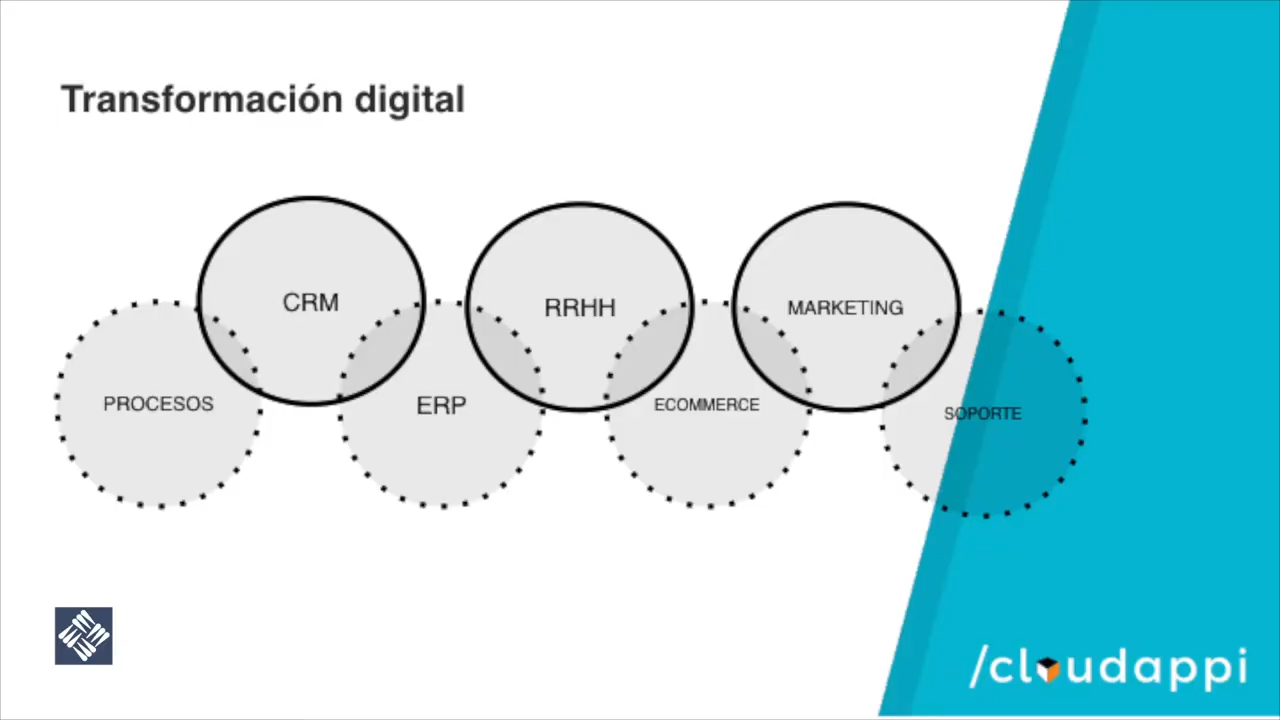 Transformación digital
CRM
RRHH
MARKETING
PROCESOS
ERP
ECOMMERCE
SOPORTE
/cloudappi